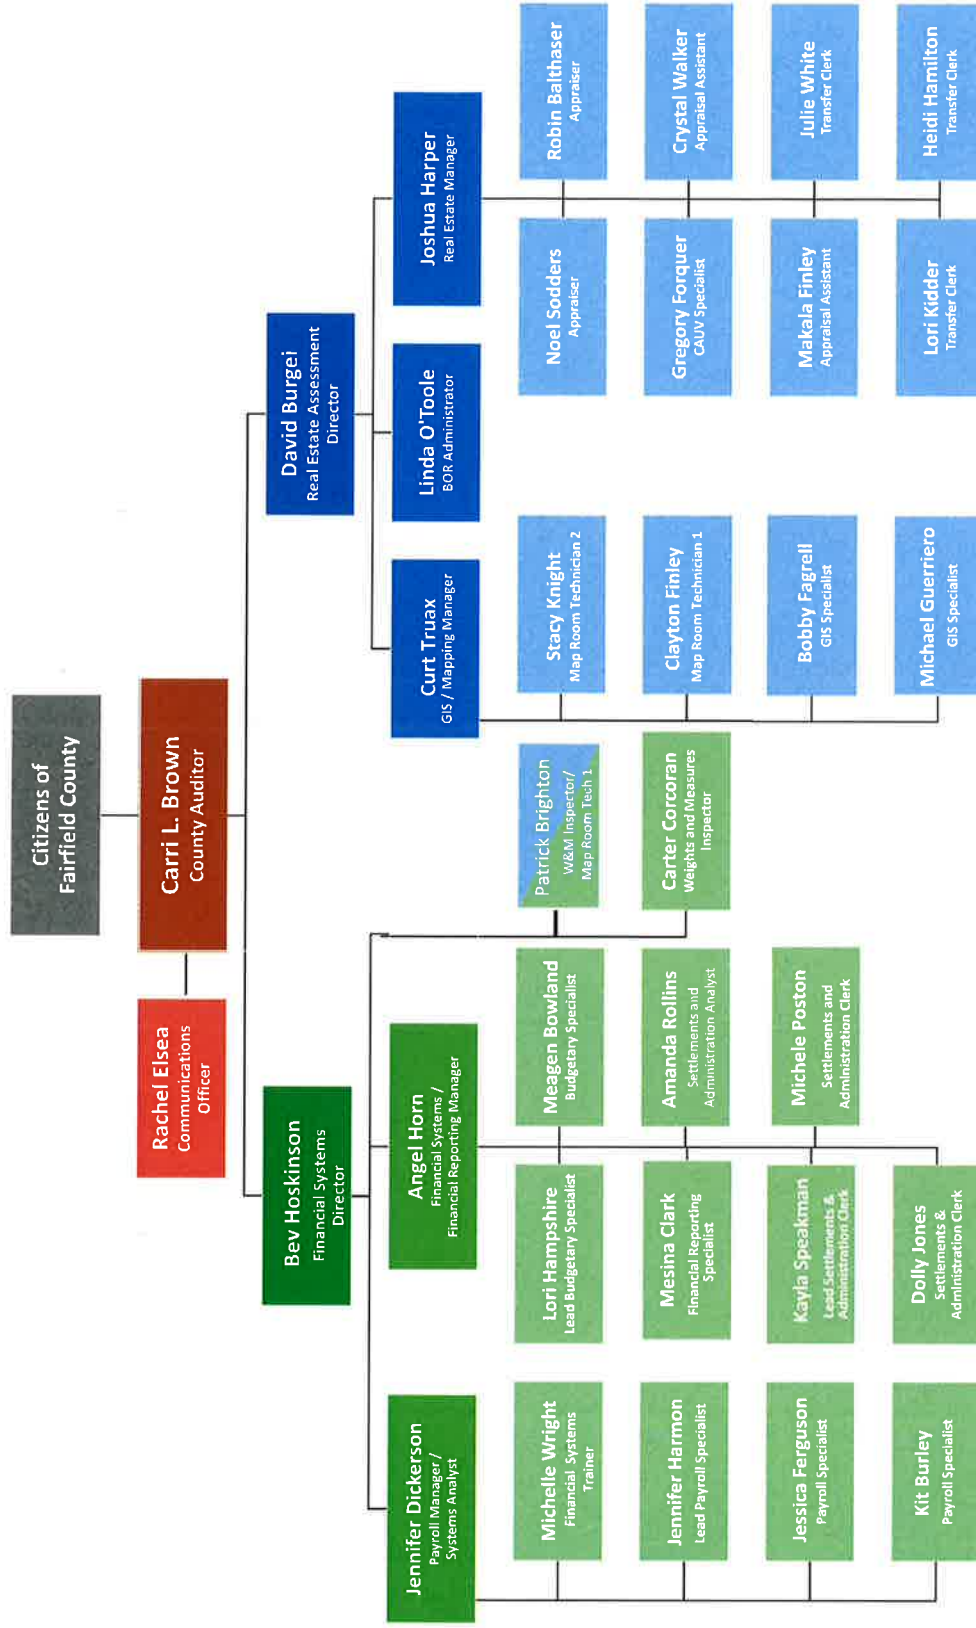 Citizens of
Fairfield County
Carri L. Brown
County Auditor
Rachel Elsea
Communications
Officer
Bev Hoskinson
Financial Systems
Director
David Burgei
Real Estate Assessment
Director
Jennifer Dickerson
Payroll Manager /
Systems Analyst
Angel Horn
Financial Systems /
Financial Reporting Manager
Curt Truax
GIS / Mapping Manager
Linda O'Toole
BOR Administrator
Joshua Harper
Real Estate Manager
Michelle Wright
Financial Systems
Trainer
Lori Hampshire
Lead Budgetary Specialist
Meagen Bowland
Budgetary Specialist
Patrick Brighton
W&M Inspector/
Map Room Tech 1
Stacy Knight
Map Room Technician 2
Noel Sodders
Appraiser
Robin Balthaser
Appraiser
Jennifer Harmon
Lead Payroll Specialist
Mesina Clark
Financial Reporting
Specialist
Amanda Rollins
Settlements and
Administration Analyst
Carter Corcoran
Weights and Measures
Inspector
Clayton Finley
Map Room Technician 1
Gregory Forquer
CAUV Specialist
Crystal Walker
Appraisal Assistant
Jessica Ferguson
Payroll Specialist
Kayla Speakman
Lead Settlements &
Administration Clerk
Michele Poston
Settlements and
Administration Clerk
Bobby Fagrell
GIS Specialist
Makala Finley
Appraisal Assistant
Julie White
Transfer Clerk
Kit Burley
Payroll Specialist
Dolly Jones
Settlements &
Administration Clerk
Michael Guerriero
GIS Specialist
Lori Kidder
Transfer Clerk
Heidi Hamilton
Transfer Clerk